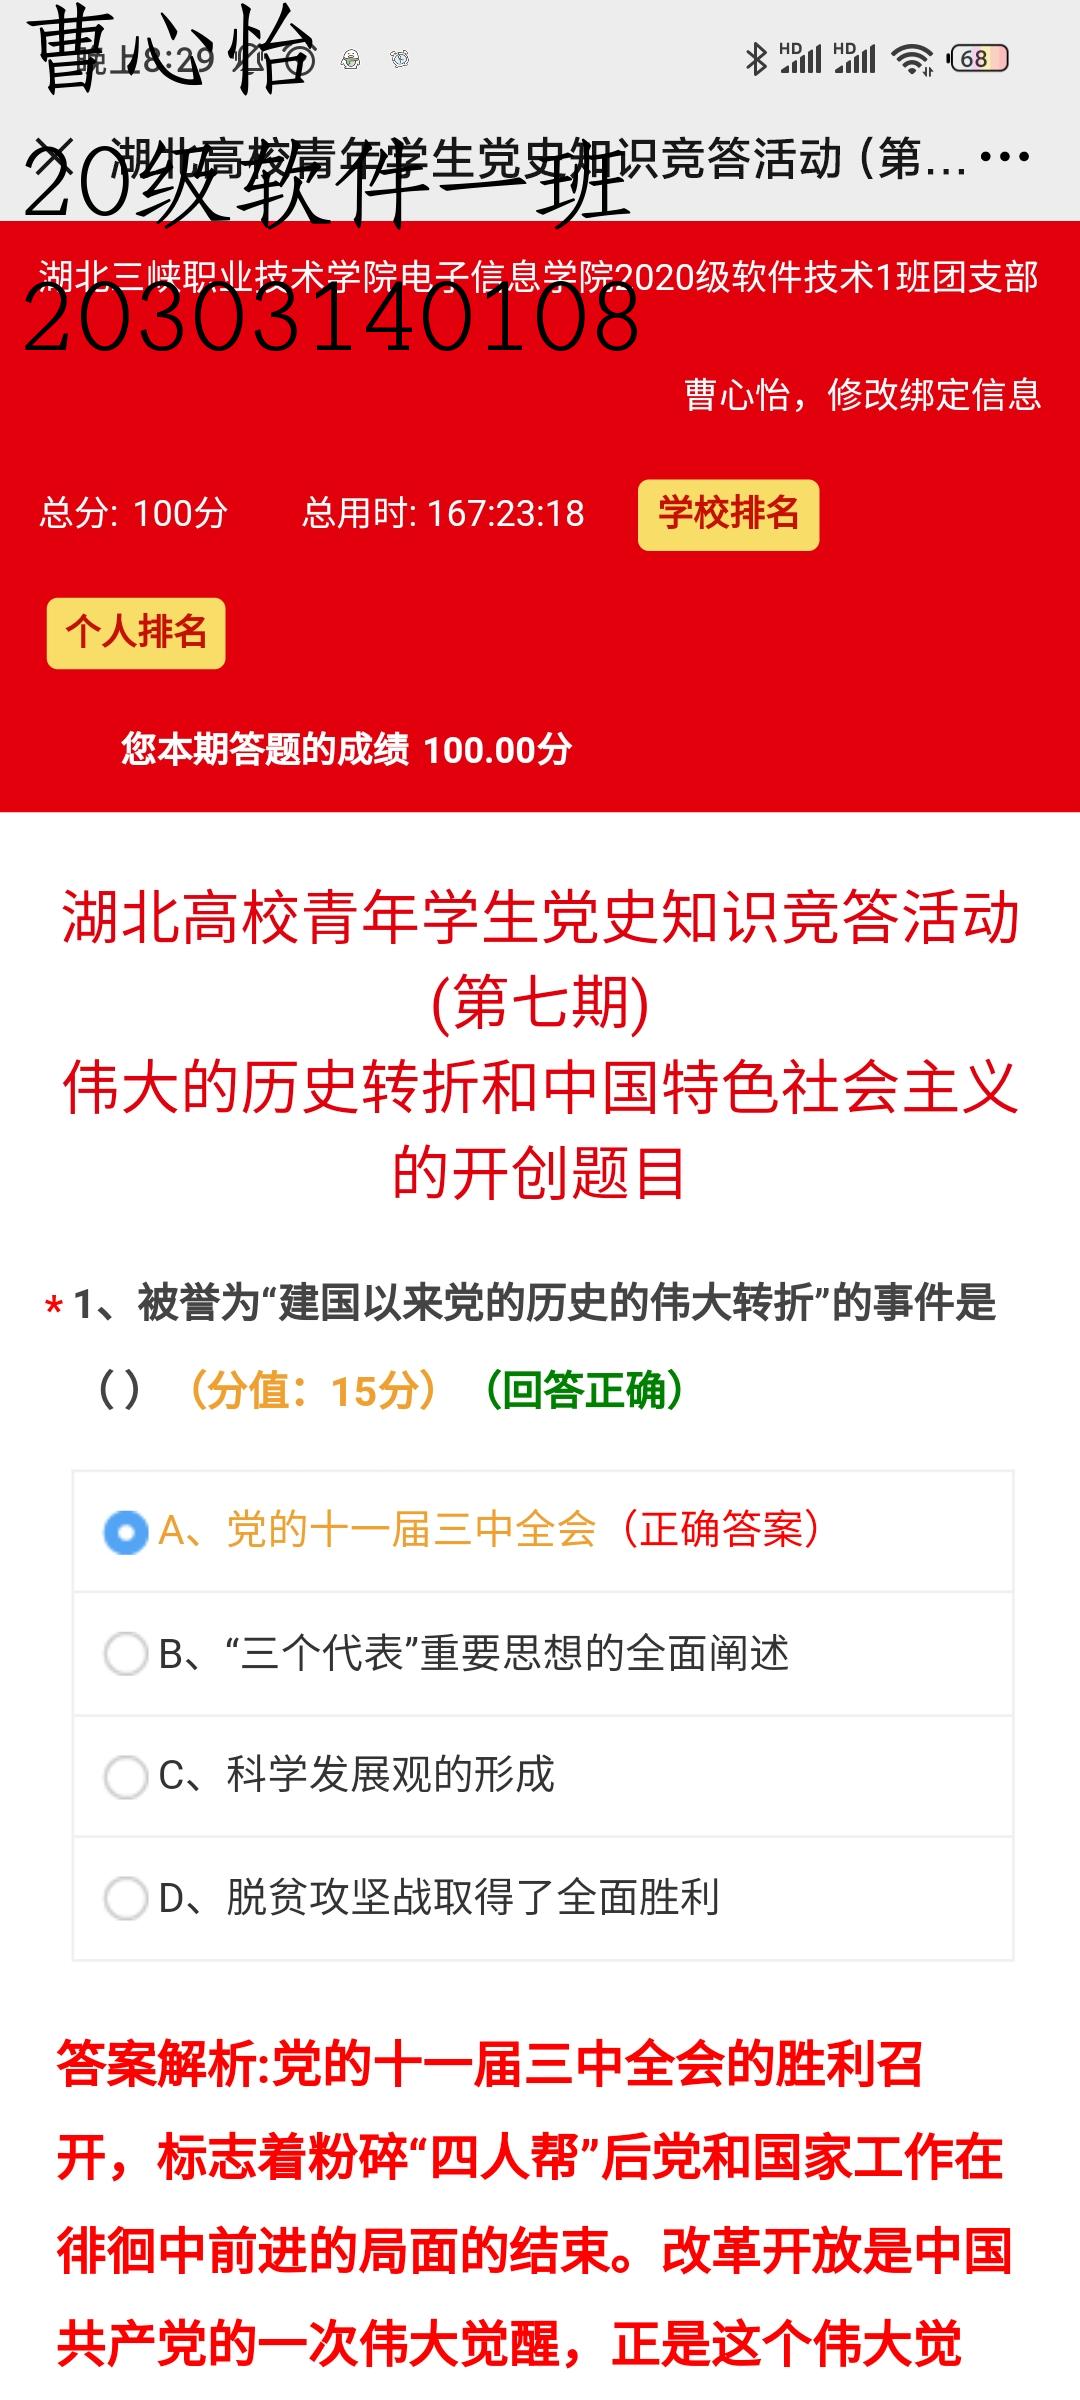 曹心怡
晚上8:29
HD HD 68
20级软件一班
湖北高校青年学生党史知识竞答活动（第...
湖北三峡职业技术学院电子信息学院2020级软件技术1班团支部
20303140108
曹心怡，修改绑定信息
总分: 100分 总用时: 167:23:18 学校排名
个人排名
您本期答题的成绩 100.00分
湖北高校青年学生党史知识竞答活动
(第七期)
伟大的历史转折和中国特色社会主义
的开创题目
* 1、被誉为“建国以来党的历史的伟大转折”的事件是
（ ）（分值：15分）（回答正确）
A、党的十一届三中全会（正确答案）
B、“三个代表”重要思想的全面阐述
C、科学发展观的形成
D、脱贫攻坚战取得了全面胜利
答案解析:党的十一届三中全会的胜利召
开，标志着粉碎“四人帮”后党和国家工作在
徘徊中前进的局面的结束。改革开放是中国
共产党的一次伟大觉醒，正是这个伟大觉